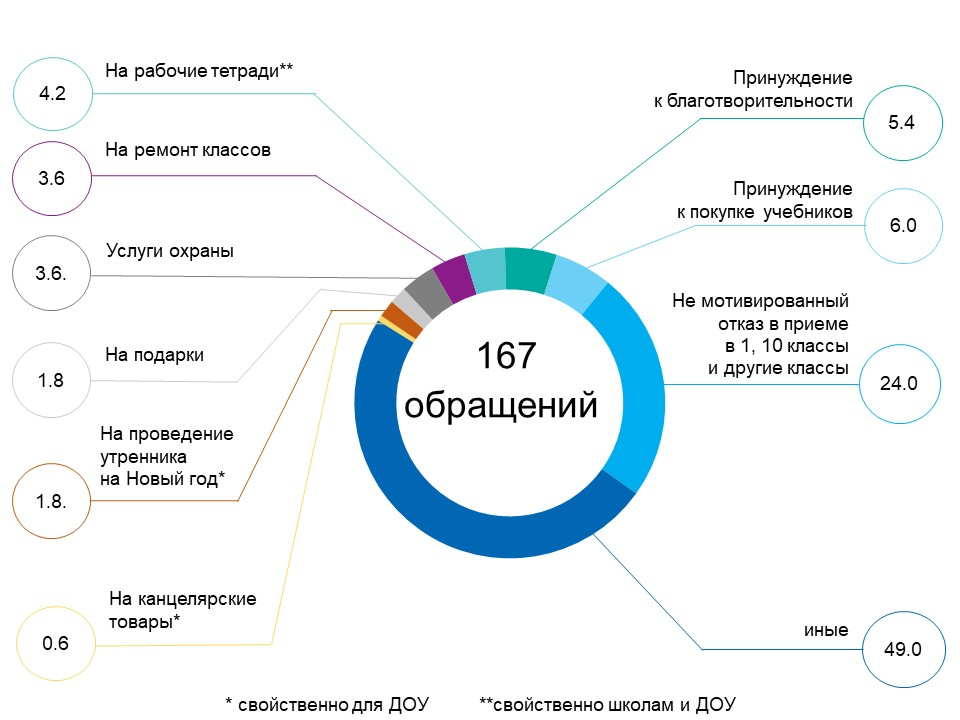 На рабочие тетради**
4.2
На ремонт классов
3.6
Услуги охраны
3.6.
На подарки
1.8
На проведение
утренника
на Новый год*
1.8.
На канцелярские
товары*
0.6
167
обращений
Принуждение
к благотворительности
5.4
Принуждение
к покупке учебников
6.0
Не мотивированный
отказ в приеме
в 1, 10 классы
и другие классы
24.0
иные
49.0
* свойственно для ДОУ **свойственно школам и ДОУ